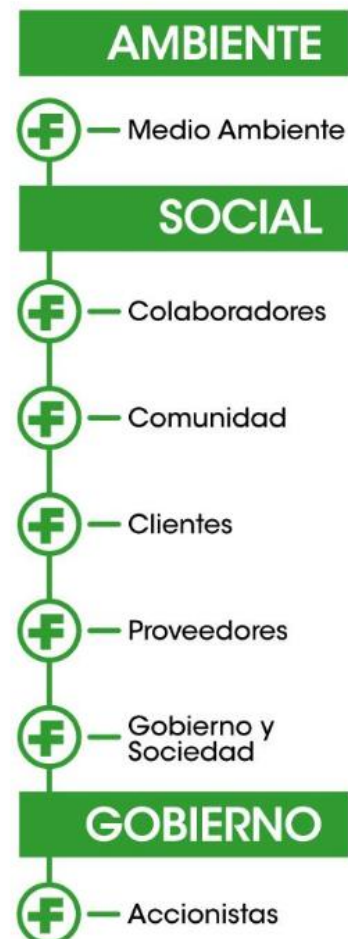 AMBIENTE
Medio Ambiente
SOCIAL
Colaboradores
Comunidad
Clientes
Proveedores
Gobierno y
Sociedad
GOBIERNO
Accionistas